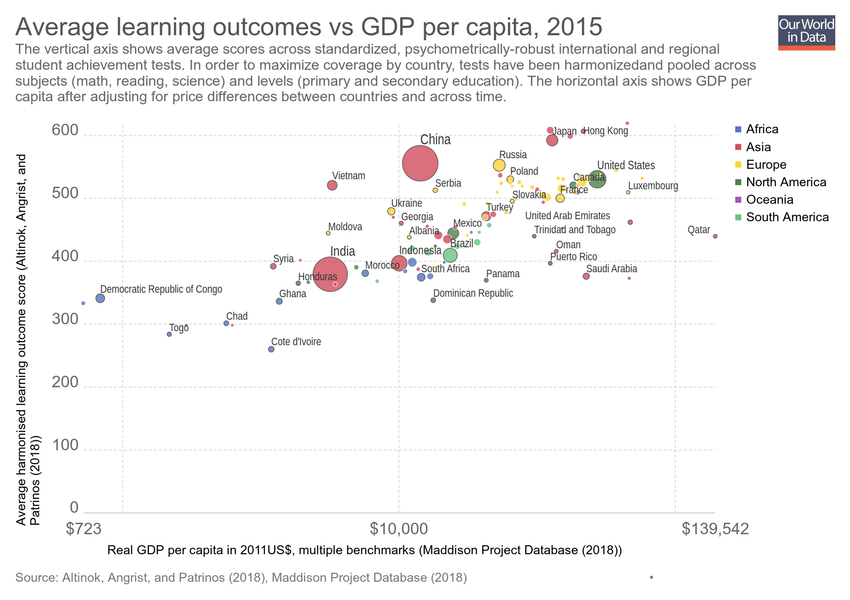 Average learning outcomes vs GDP per capita, 2015
Our World
in Data
The vertical axis shows average scores across standardized, psychometrically-robust international and regional
student achievement tests. In order to maximize coverage by country, tests have been harmonizedand pooled across
subjects (math, reading, science) and levels (primary and secondary education). The horizontal axis shows GDP per
capita after adjusting for price differences between countries and across time.
Average harmonised learning outcome score (Altinok, Angrist, and
Patrinos (2018))
600
500
400
300
200
100
0
Africa
Asia
Europe
North America
Oceania
South America
Japan
Hong Kong
China
Russia
United States
Vietnam
Poland
Canada
Serbia
Luxembourg
France
Slovakia
Ukraine
Turkey
Georgia
United Arab Emirates
Moldova
Albania
Mexico
Trinidad and Tobago
Qatar
India
Indonesia
Brazil
Oman
Syria
Puerto Rico
Morocco
South Africa
Saudi Arabia
Honduras
Panama
Democratic Republic of Congo
Ghana
Dominican Republic
Chad
Togo
Cote d'Ivoire
$723
$10,000
$139,542
Real GDP per capita in 2011US$, multiple benchmarks (Maddison Project Database (2018))
Source: Altinok, Angrist, and Patrinos (2018), Maddison Project Database (2018)